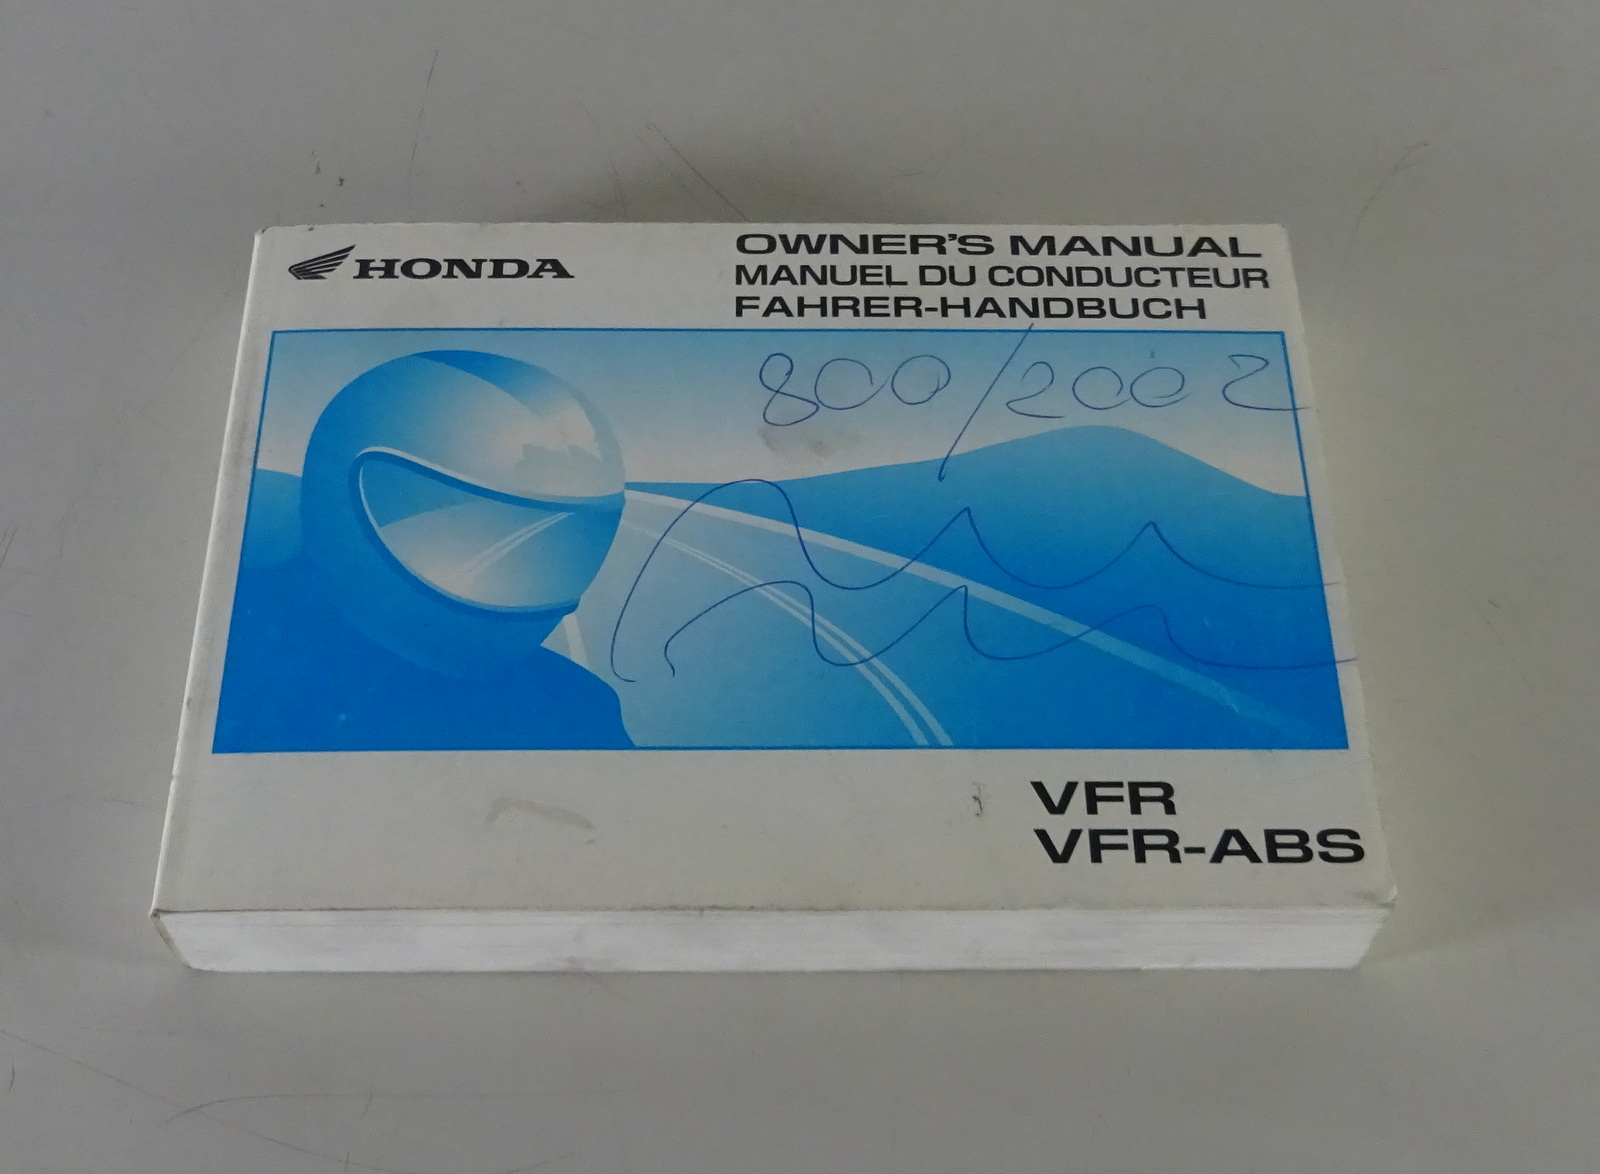 HONDA
OWNER'S MANUAL
MANUEL DU CONDUCTEUR
FAHRER-HANDBUCH
800/2002
VFR
VFR-ABS